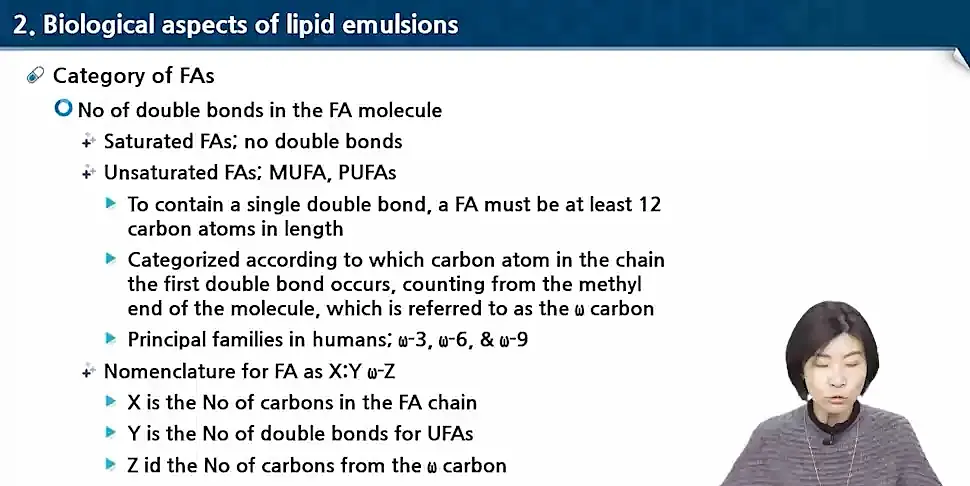 2. Biological aspects of lipid emulsions
Category of FAs
No of double bonds in the FA molecule
Saturated FAs; no double bonds
Unsaturated FAs; MUFA, PUFAs
To contain a single double bond, a FA must be at least 12
carbon atoms in length
Categorized according to which carbon atom in the chain
the first double bond occurs, counting from the methyl
end of the molecule, which is referred to as the ω carbon
Principal families in humans; ω-3, ω-6, & ω-9
Nomenclature for FA as X:Y ω-Z
X is the No of carbons in the FA chain
Y is the No of double bonds for UFAs
Z id the No of carbons from the ω carbon